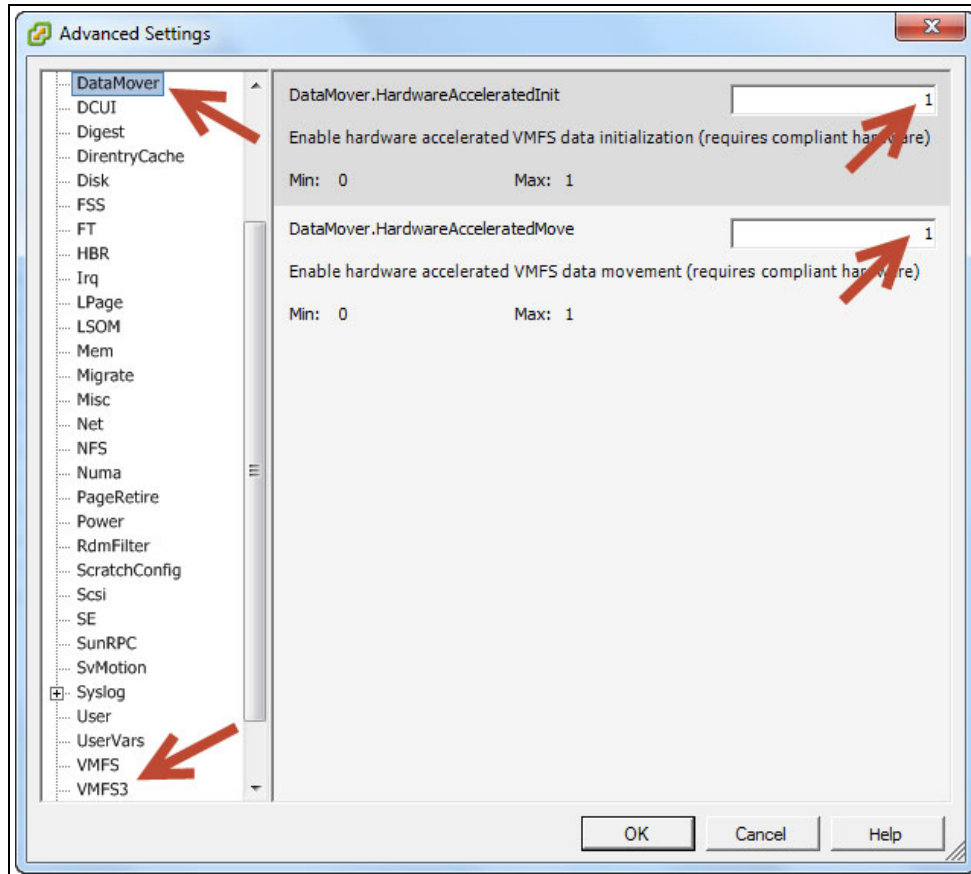 Advanced Settings
DataMover
DCUI
Digest
DirentryCache
Disk
FSS
FT
HBR
Irq
LPage
LSOM
Mem
Migrate
Misc
Net
NFS
Numa
PageRetire
Power
RdmFilter
ScratchConfig
Scsi
SE
SunRPC
SvMotion
Syslog
User
UserVars
VMFS
VMFS3
DataMover.HardwareAcceleratedInit 1
Enable hardware accelerated VMFS data initialization (requires compliant hardware)
Min: 0 Max: 1
DataMover.HardwareAcceleratedMove 1
Enable hardware accelerated VMFS data movement (requires compliant hardware)
Min: 0 Max: 1
OK Cancel Help